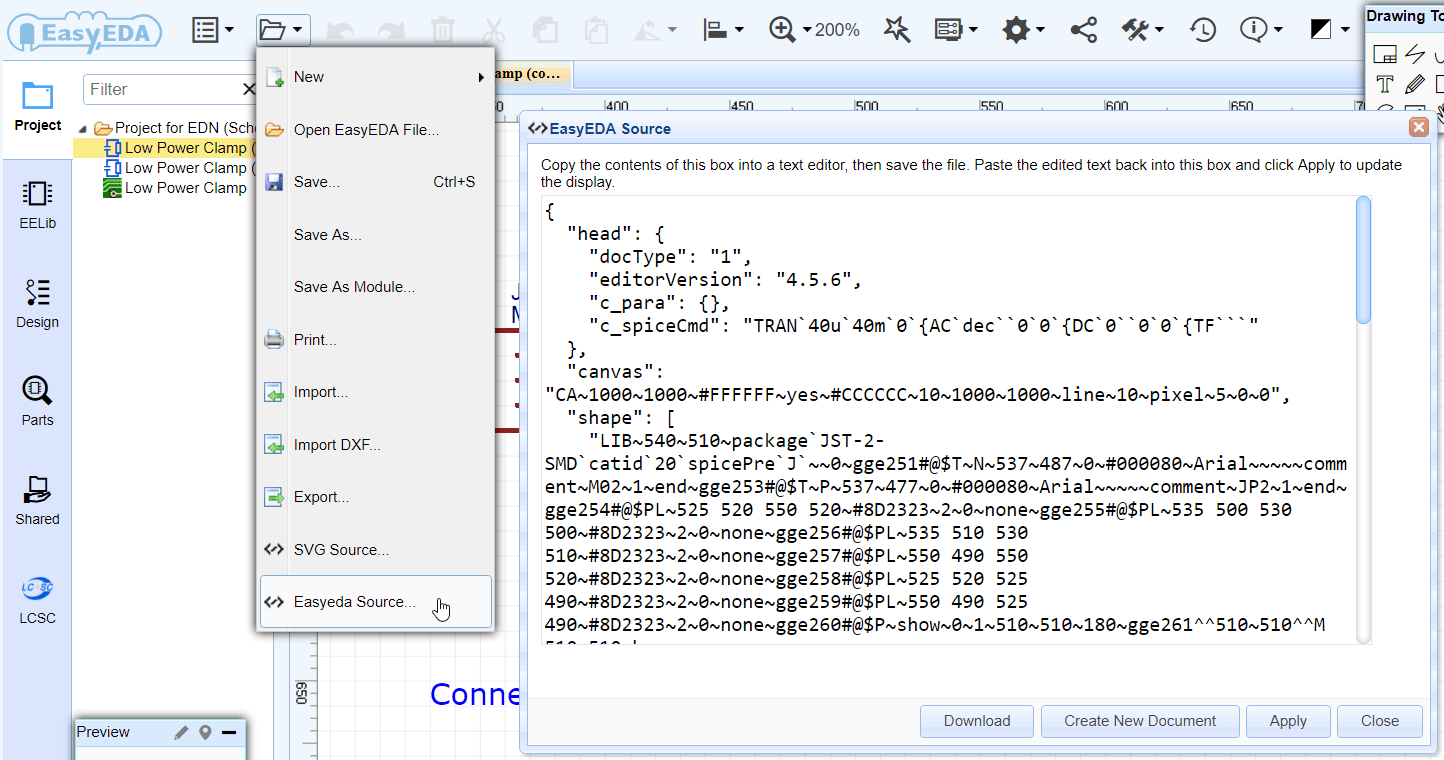 EasyEDA
200%
Drawing To
Project
EELib
Design
Parts
Shared
LCSC
LCSC
Filter
Project for EDN (Sch
Low Power Clamp (
Low Power Clamp (
Low Power Clamp
Preview
New
Open EasyEDA File...
Save... Ctrl+S
Save As...
Save As Module...
Print...
Import...
Import DXF...
Export...
SVG Source...
Easyeda Source...
amp (co...
400 450 500 550 600 650
650
Conne
EasyEDA Source
Copy the contents of this box into a text editor, then save the file. Paste the edited text back into this box and click Apply to update
the display.
{
"head": {
"docType": "1",
"editorVersion": "4.5.6",
"c_para": {},
"c_spiceCmd": "TRAN`40u`40m`0`{AC`dec``0`0`{DC`0``0`0`{TF```"
},
"canvas":
"CA~1000~1000~#FFFFFF~yes~#CCCCCC~10~1000~1000~line~10~pixel~5~0~0",
"shape": [
"LIB~540~510~package`JST-2-
SMD`catid`20`spicePre`J`~~0~gge251#@$T~N~537~487~0~#000080~Arial~~~~~comm
ent~M02~1~end~gge253#@$T~P~537~477~0~#000080~Arial~~~~~comment~JP2~1~end~
gge254#@$PL~525 520 550 520~#8D2323~2~0~none~gge255#@$PL~535 500 530
500~#8D2323~2~0~none~gge256#@$PL~535 510 530
510~#8D2323~2~0~none~gge257#@$PL~550 490 550
520~#8D2323~2~0~none~gge258#@$PL~525 520 525
490~#8D2323~2~0~none~gge259#@$PL~550 490 525
490~#8D2323~2~0~none~gge260#@$P~show~0~1~510~510~180~gge261^^510~510^^M
Download
Create New Document
Apply
Close